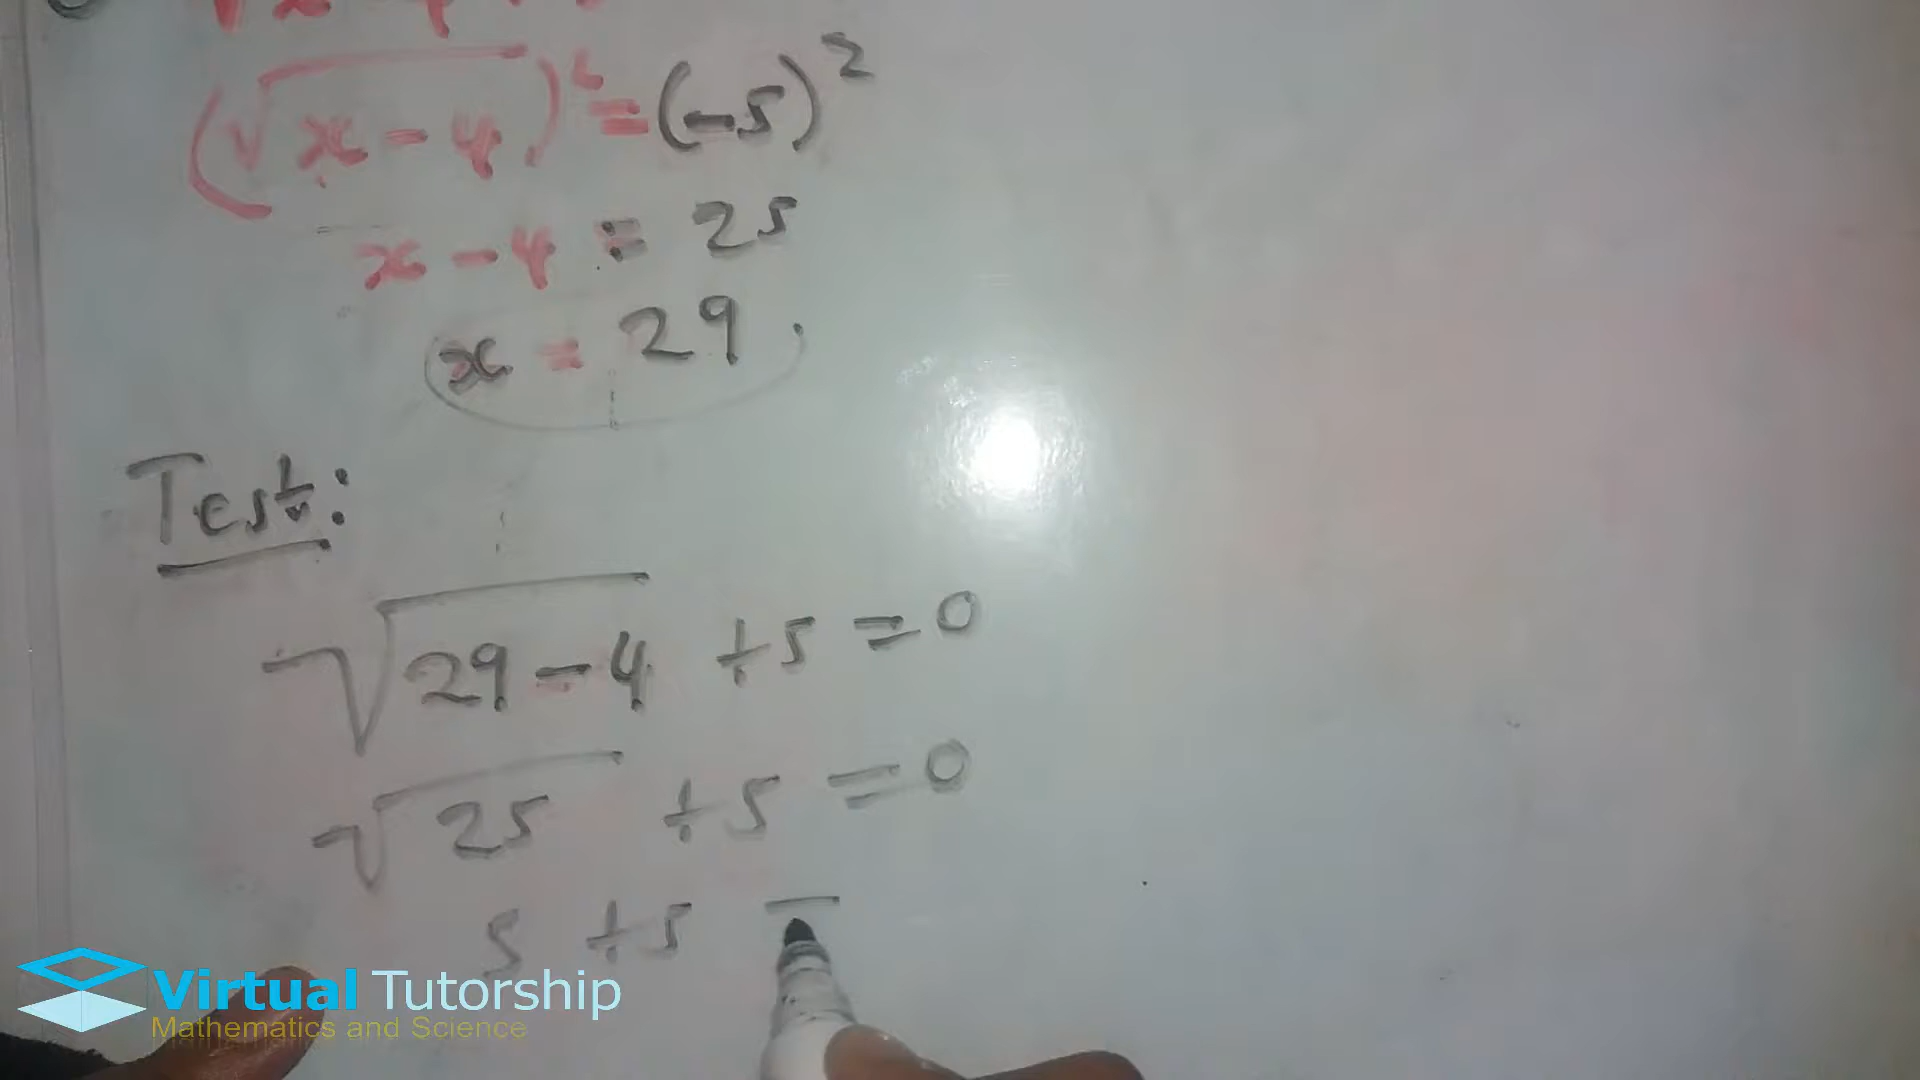 (√x - 4)² = (-5)²
x - 4 = 25
x = 29
Test:
√29 - 4 + 5 = 0
√25 + 5 = 0
5 + 5
Virtual Tutorship
Mathematics and Science